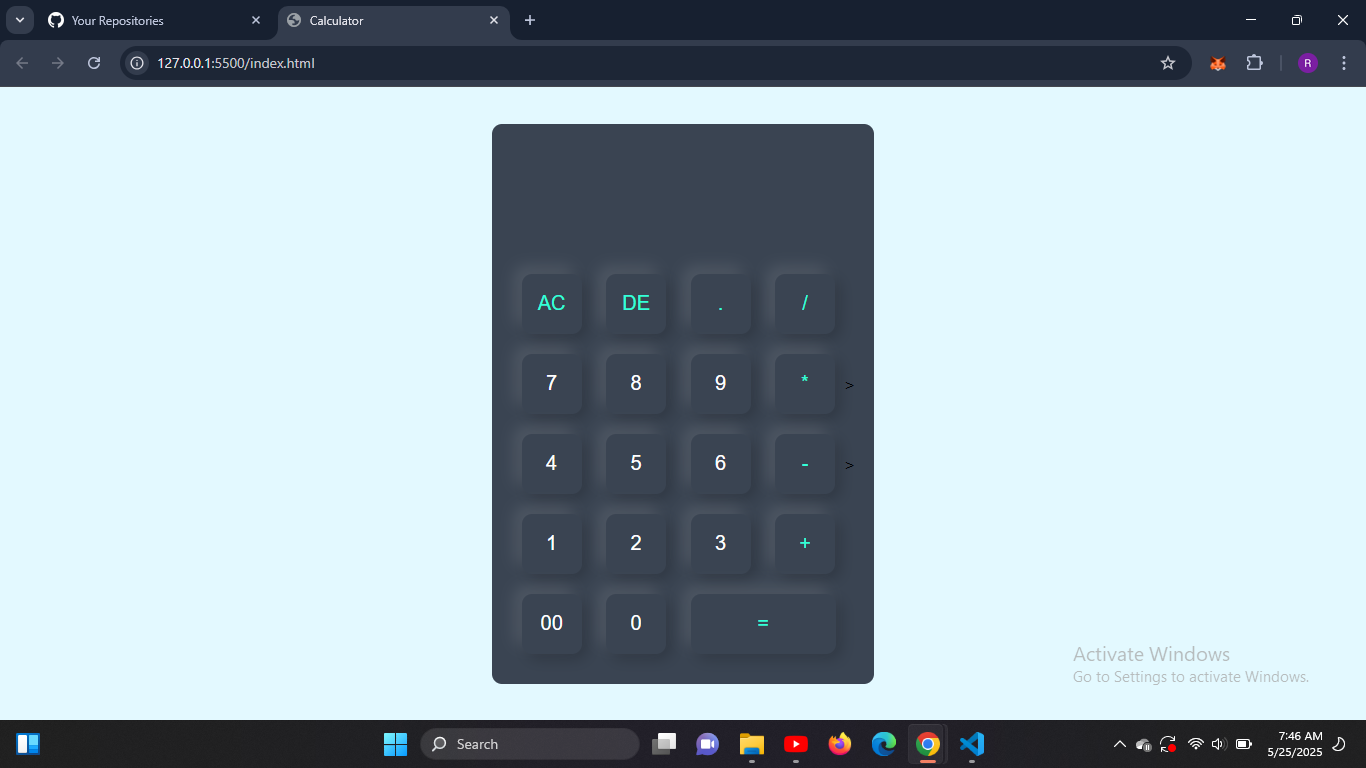 Your Repositories
Calculator
127.0.0.1:5500/index.html
R
AC DE . /
7 8 9 * >
4 5 6 - >
1 2 3 +
00 0 =
Activate Windows
Go to Settings to activate Windows.
Search
7:46 AM
5/25/2025